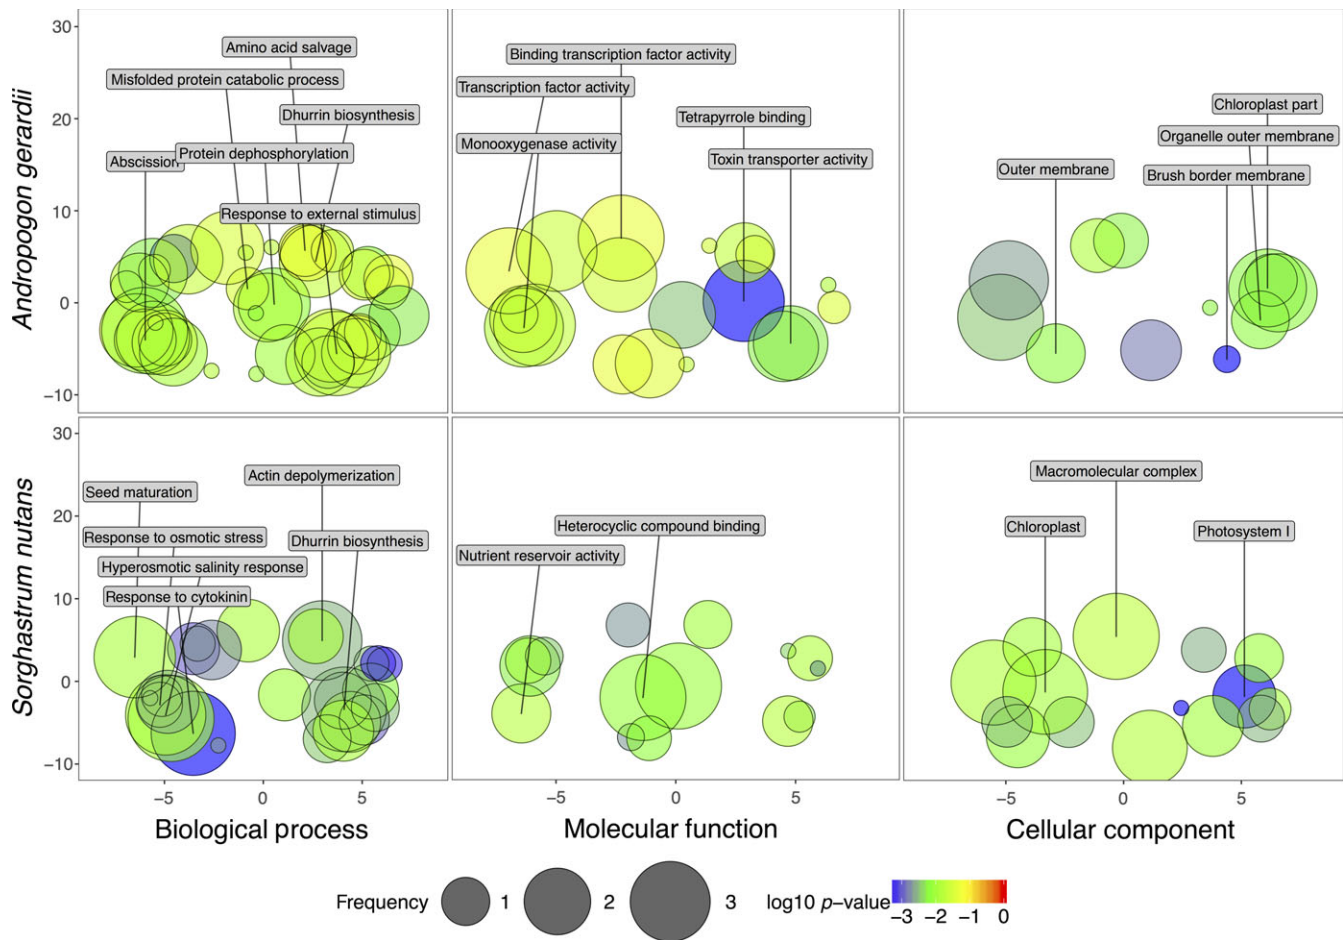 Andropogon gerardii
30
20
10
0
−10
Amino acid salvage
Misfolded protein catabolic process
Dhurrin biosynthesis
Abscission
Protein dephosphorylation
Response to external stimulus
Binding transcription factor activity
Transcription factor activity
Tetrapyrrole binding
Monooxygenase activity
Toxin transporter activity
Chloroplast part
Organelle outer membrane
Outer membrane
Brush border membrane
Sorghastrum nutans
30
20
10
0
−10
Actin depolymerization
Seed maturation
Response to osmotic stress
Dhurrin biosynthesis
Hyperosmotic salinity response
Response to cytokinin
Heterocyclic compound binding
Nutrient reservoir activity
Macromolecular complex
Chloroplast
Photosystem I
−5 0 5
−5 0 5
−5 0 5
Biological process
Molecular function
Cellular component
Frequency 1 2 3
log10 p−value
−3 −2 −1 0